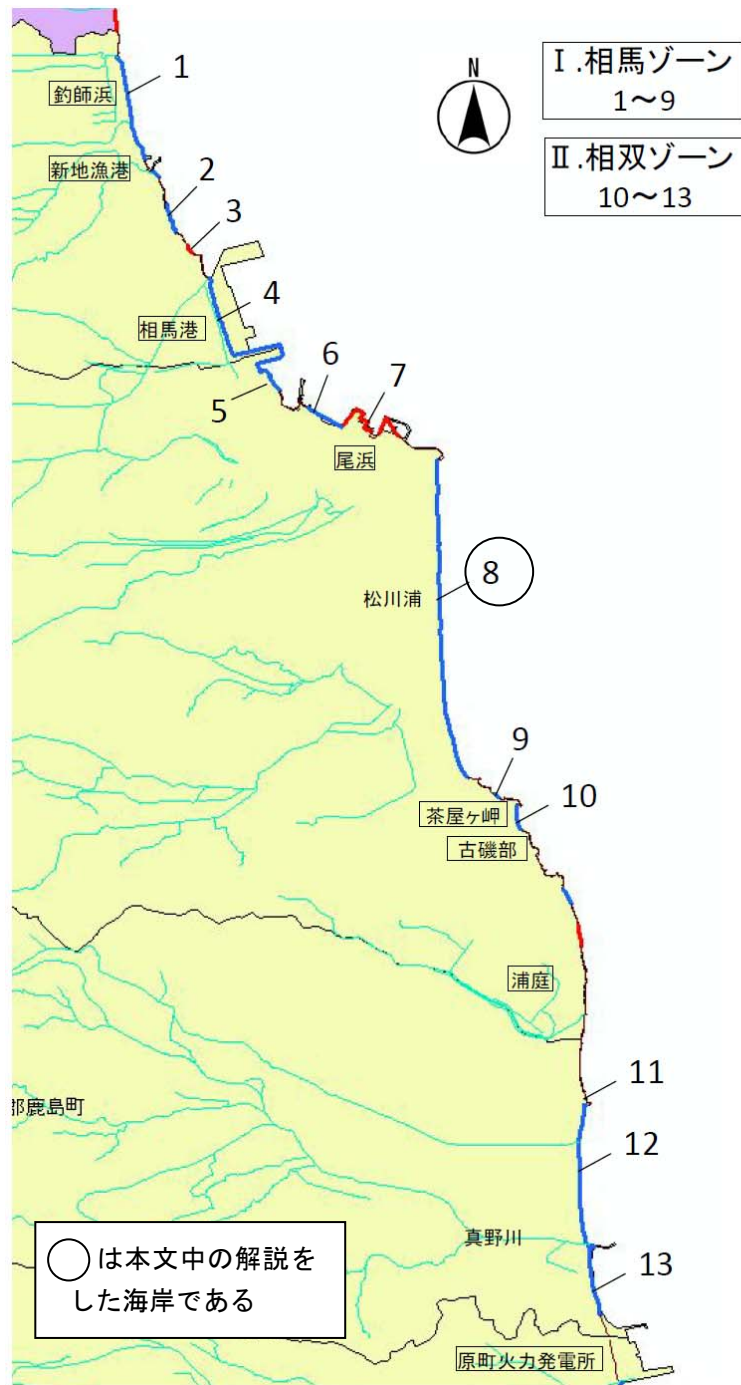 N
Ⅰ.相馬ゾーン
1～9
Ⅱ.相双ゾーン
10～13
1
釣師浜
新地漁港
2
3
4
相馬港
5
6
7
尾浜
8
松川浦
9
茶屋ヶ岬
10
古磯部
浦庭
11
郡鹿島町
12
真野川
13
原町火力発電所
○は本文中の解説を
した海岸である